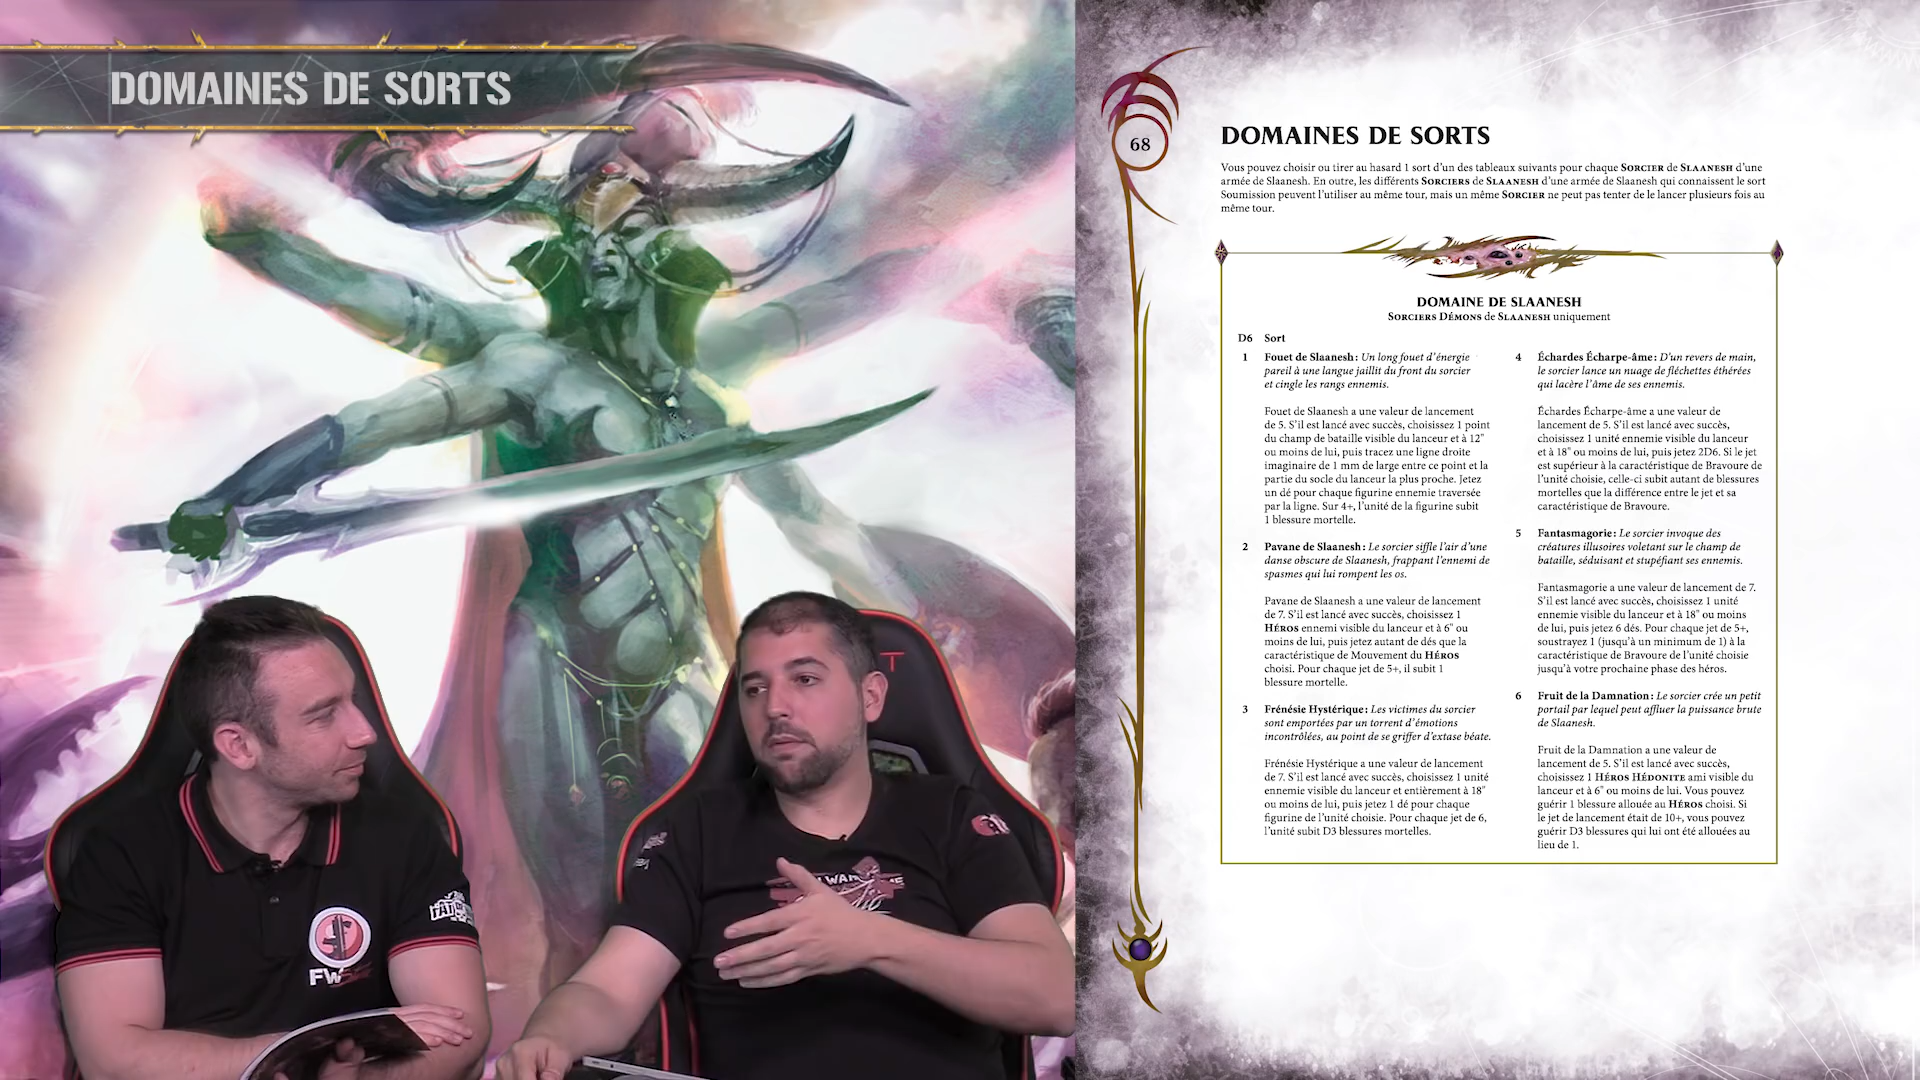 DOMAINES DE SORTS
68
DOMAINES DE SORTS
Vous pouvez choisir ou tirer au hasard 1 sort d'un des tableaux suivants pour chaque SORCIER de SLAANESH d'une
armée de Slaanesh. En outre, les différents SORCIERS de SLAANESH d'une armée de Slaanesh qui connaissent le sort
Soumission peuvent l'utiliser au même tour, mais un même SORCIER ne peut pas tenter de le lancer plusieurs fois au
même tour.
DOMAINE DE SLAANESH
SORCIERS DÉMONS de SLAANESH uniquement
D6 Sort
1 Fouet de Slaanesh : Un long fouet d'énergie
pareil à une langue jaillit du front du sorcier
et cingle les rangs ennemis.
Fouet de Slaanesh a une valeur de lancement
de 5. S'il est lancé avec succès, choisissez 1 point
du champ de bataille visible du lanceur et à 12"
ou moins de lui, puis tracez une ligne droite
imaginaire de 1 mm de large entre ce point et la
partie du socle du lanceur la plus proche. Jetez
un dé pour chaque figurine ennemie traversée
par la ligne. Sur 4+, l'unité de la figurine subit
1 blessure mortelle.
2 Pavane de Slaanesh : Le sorcier siffle l'air d'une
danse obscure de Slaanesh, frappant l'ennemi de
spasmes qui lui rompent les os.
Pavane de Slaanesh a une valeur de lancement
de 7. S'il est lancé avec succès, choisissez 1
HÉROS ennemi visible du lanceur et à 6" ou
moins de lui, puis jetez autant de dés que la
caractéristique de Mouvement du HÉROS
choisi. Pour chaque jet de 5+, il subit 1
blessure mortelle.
3 Frénésie Hystérique : Les victimes du sorcier
sont emportées par un torrent d'émotions
incontrôlées, au point de se griffer d'extase béate.
Frénésie Hystérique a une valeur de lancement
de 7. S'il est lancé avec succès, choisissez 1 unité
ennemie visible du lanceur et entièrement à 18"
ou moins de lui, puis jetez 1 dé pour chaque
figurine de l'unité choisie. Pour chaque jet de 6,
l'unité subit D3 blessures mortelles.
4 Échardes Écharpe-âme : D'un revers de main,
le sorcier lance un nuage de fléchettes éthérées
qui lacère l'âme de ses ennemis.
Échardes Écharpe-âme a une valeur de
lancement de 5. S'il est lancé avec succès,
choisissez 1 unité ennemie visible du lanceur
et à 18" ou moins de lui, puis jetez 2D6. Si le jet
est supérieur à la caractéristique de Bravoure de
l'unité choisie, celle-ci subit autant de blessures
mortelles que la différence entre le jet et sa
caractéristique de Bravoure.
5 Fantasmagorie : Le sorcier invoque des
créatures illusoires voletant sur le champ de
bataille, séduisant et stupéfiant ses ennemis.
Fantasmagorie a une valeur de lancement de 7.
S'il est lancé avec succès, choisissez 1 unité
ennemie visible du lanceur et à 18" ou moins
de lui, puis jetez 6 dés. Pour chaque jet de 5+,
soustrayez 1 (jusqu'à un minimum de 1) à la
caractéristique de Bravoure de l'unité choisie
jusqu'à votre prochaine phase des héros.
6 Fruit de la Damnation : Le sorcier crée un petit
portail par lequel peut affluer la puissance brute
de Slaanesh.
Fruit de la Damnation a une valeur de
lancement de 5. S'il est lancé avec succès,
choisissez 1 HÉROS HÉDONITE ami visible du
lanceur et à 6" ou moins de lui. Vous pouvez
guérir 1 blessure allouée au HÉROS choisi. Si
le jet de lancement était de 10+, vous pouvez
guérir D3 blessures qui lui ont été allouées au
lieu de 1.
FW